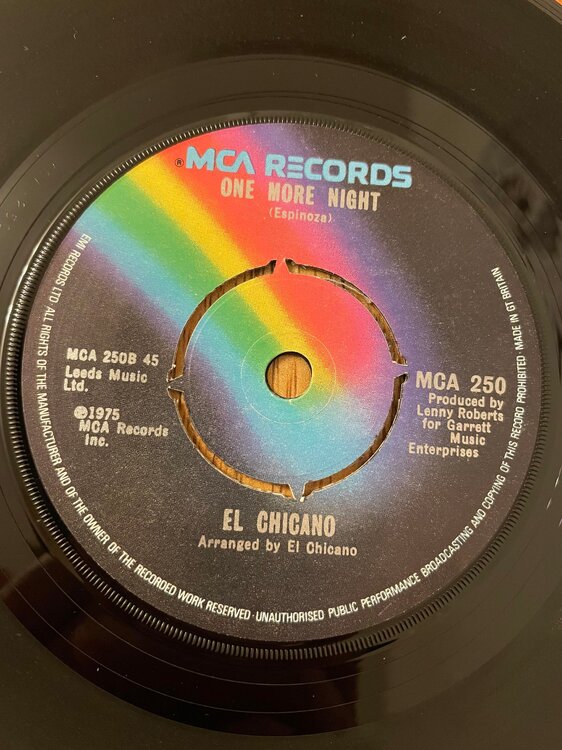 ® MCA RECORDS
ONE MORE NIGHT
(Espinoza)
MCA 250B 45
Leeds Music
Ltd.
℗1975
MCA Records
Inc.
MCA 250
Produced by
Lenny Roberts
for Garrett
Music
Enterprises
EL CHICANO
Arranged by El Chicano
EMI RECORDS LTD ALL RIGHTS OF THE MANUFACTURER AND OF THE OWNER OF THE RECORDED WORK RESERVED·UNAUTHORISED PUBLIC PERFORMANCE BROADCASTING AND COPYING OF THIS RECORD PROHIBITED·MADE IN GT BRITAIN